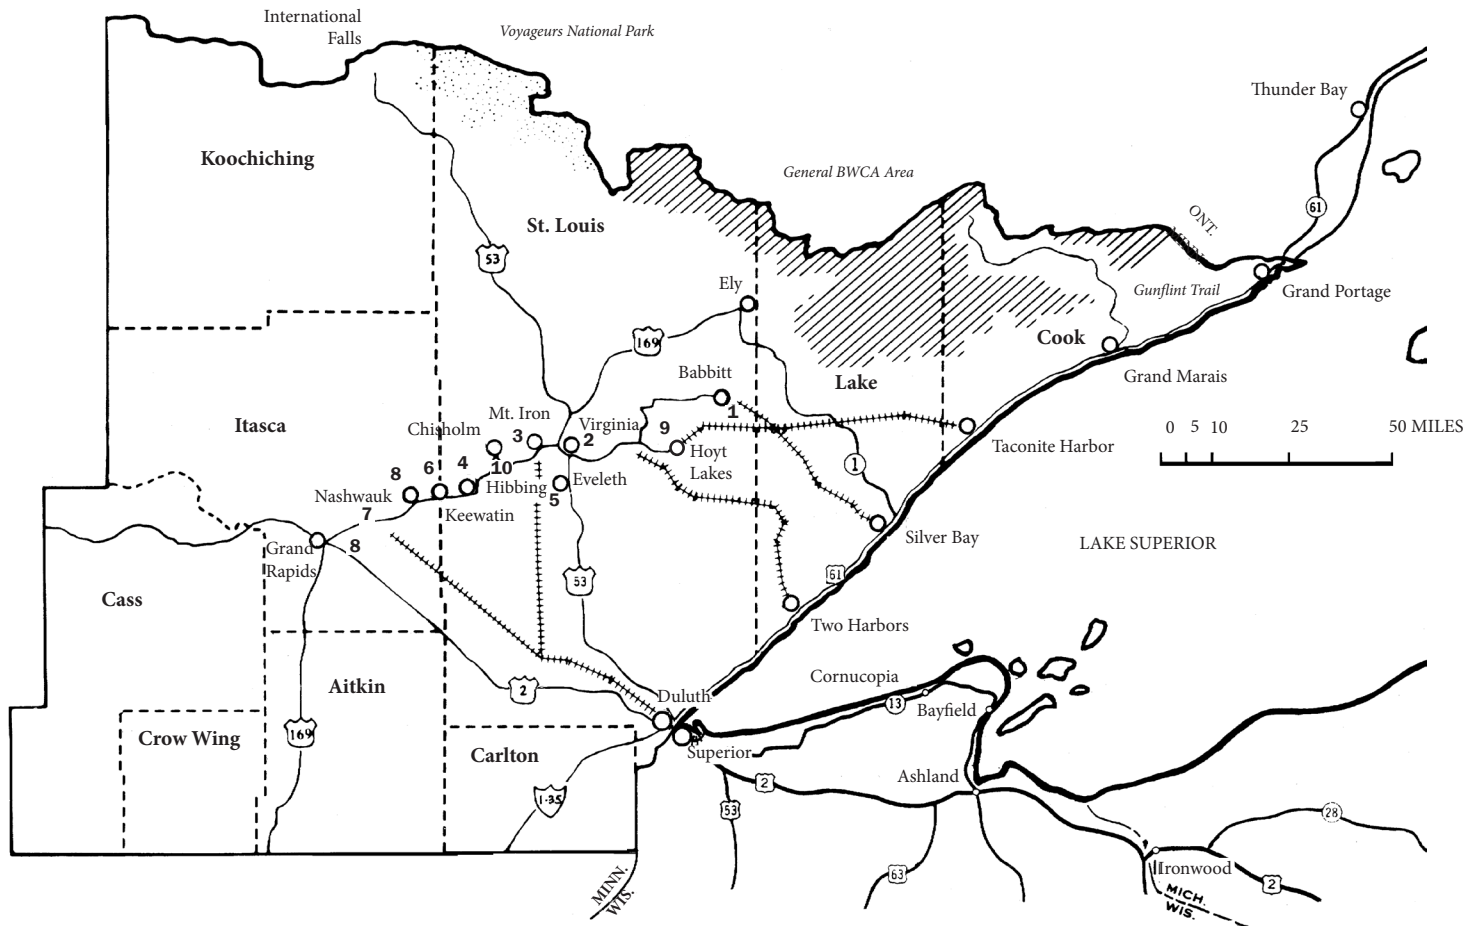 International
Falls
Voyageurs National Park
Thunder Bay
Koochiching
General BWCA Area
61
ONT.
St. Louis
53
Ely
Gunflint Trail
Grand Portage
169
Cook
Babbitt
Lake
Grand Marais
1
Mt. Iron
Itasca
Chisholm
3
Virginia
2
9
0 5 10 25 50 MILES
Taconite Harbor
Hoyt
Lakes
8
6
4
10
1
Nashwauk
Hibbing
5
Eveleth
7
Keewatin
Silver Bay
Grand
Rapids
8
LAKE SUPERIOR
53
61
Cass
Two Harbors
Cornucopia
Aitkin
2
Duluth
13
Bayfield
169
Crow Wing
Carlton
Superior
Ashland
2
I-35
53
28
63
Ironwood
2
MINN.
WIS.
MICH.
WIS.